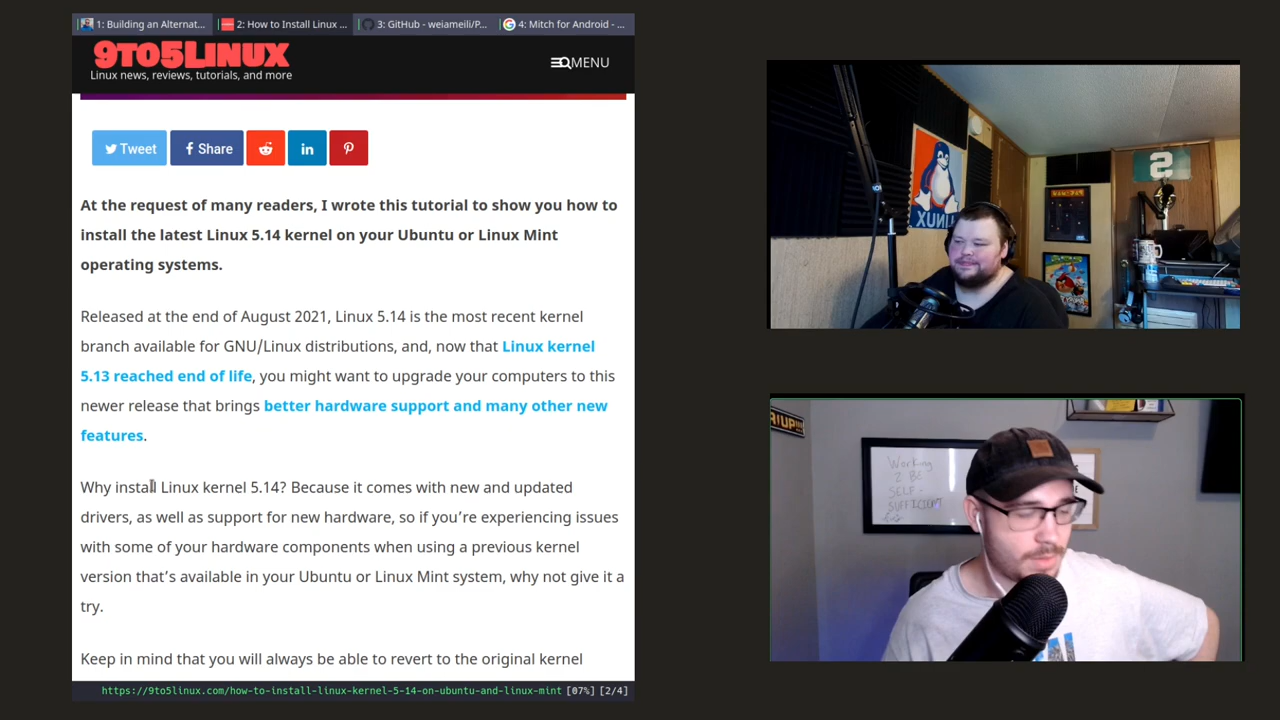 1: Building an Alternat...
2: How to Install Linux ...
3: GitHub - weiameili/P...
4: Mitch for Android - ...
9TO5LINUX
Linux news, reviews, tutorials, and more
MENU
Tweet
Share
in
At the request of many readers, I wrote this tutorial to show you how to
install the latest Linux 5.14 kernel on your Ubuntu or Linux Mint
operating systems.
Released at the end of August 2021, Linux 5.14 is the most recent kernel
branch available for GNU/Linux distributions, and, now that Linux kernel
5.13 reached end of life, you might want to upgrade your computers to this
newer release that brings better hardware support and many other new
features.
Why install Linux kernel 5.14? Because it comes with new and updated
drivers, as well as support for new hardware, so if you’re experiencing issues
with some of your hardware components when using a previous kernel
version that’s available in your Ubuntu or Linux Mint system, why not give it a
try.
Keep in mind that you will always be able to revert to the original kernel
https://9to5linux.com/how-to-install-linux-kernel-5-14-on-ubuntu-and-linux-mint [07%] [2/4]
Working
2 BE
SELF-
SUFFICIENT